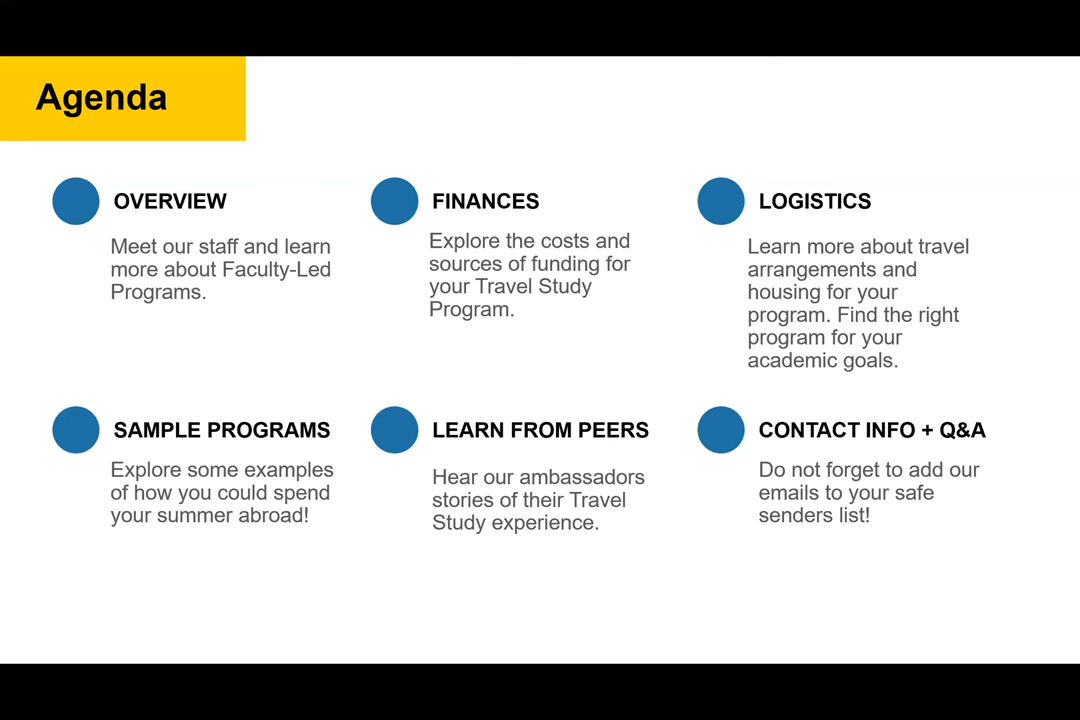 Agenda
OVERVIEW
Meet our staff and learn
more about Faculty-Led
Programs.
FINANCES
Explore the costs and
sources of funding for
your Travel Study
Program.
LOGISTICS
Learn more about travel
arrangements and
housing for your
program. Find the right
program for your
academic goals.
SAMPLE PROGRAMS
Explore some examples
of how you could spend
your summer abroad!
LEARN FROM PEERS
Hear our ambassadors
stories of their Travel
Study experience.
CONTACT INFO + Q&A
Do not forget to add our
emails to your safe
senders list!